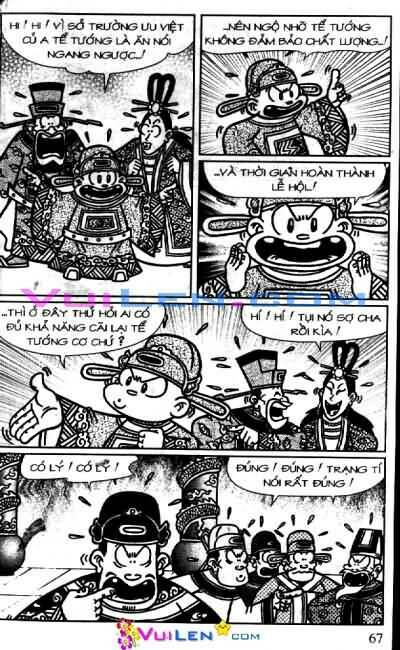 HI! HI! VÌ SỞ TRƯỜNG ƯU VIỆT
CỦA TỂ TƯỚNG LÀ ĂN NÓI
NGANG NGƯỢC..!
..NÊN NGỘ NHỠ TỂ TƯỚNG
KHÔNG ĐẢM BẢO CHẤT LƯỢNG..!
..VÀ THỜI GIAN HOÀN THÀNH
LỄ HỘI..!
..THÌ Ở ĐÂY THỬ HỎI AI CÓ
ĐỦ KHẢ NĂNG CÃI LẠI TỂ
TƯỚNG CƠ CHỨ?
HÍ! HÍ! TỤI NÓ SỢ CHA
RỒI KÌA!
VUILEN.COM
CÓ LÝ! CÓ LÝ!
ĐÚNG! ĐÚNG! TRẠNG TÍ
NÓI RẤT ĐÚNG!
67
VUILEN.COM